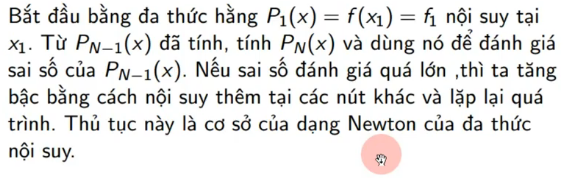 Bắt đầu bằng đa thức hằng P₁(x) = f(x₁) = f₁ nội suy tại
x₁. Từ P_{N−1}(x) đã tính, tính P_N(x) và dùng nó để đánh giá
sai số của P_{N−1}(x). Nếu sai số đánh giá quá lớn ,thì ta tăng
bậc bằng cách nội suy thêm tại các nút khác và lặp lại quá
trình. Thủ tục này là cơ sở của dạng Newton của đa thức
nội suy.